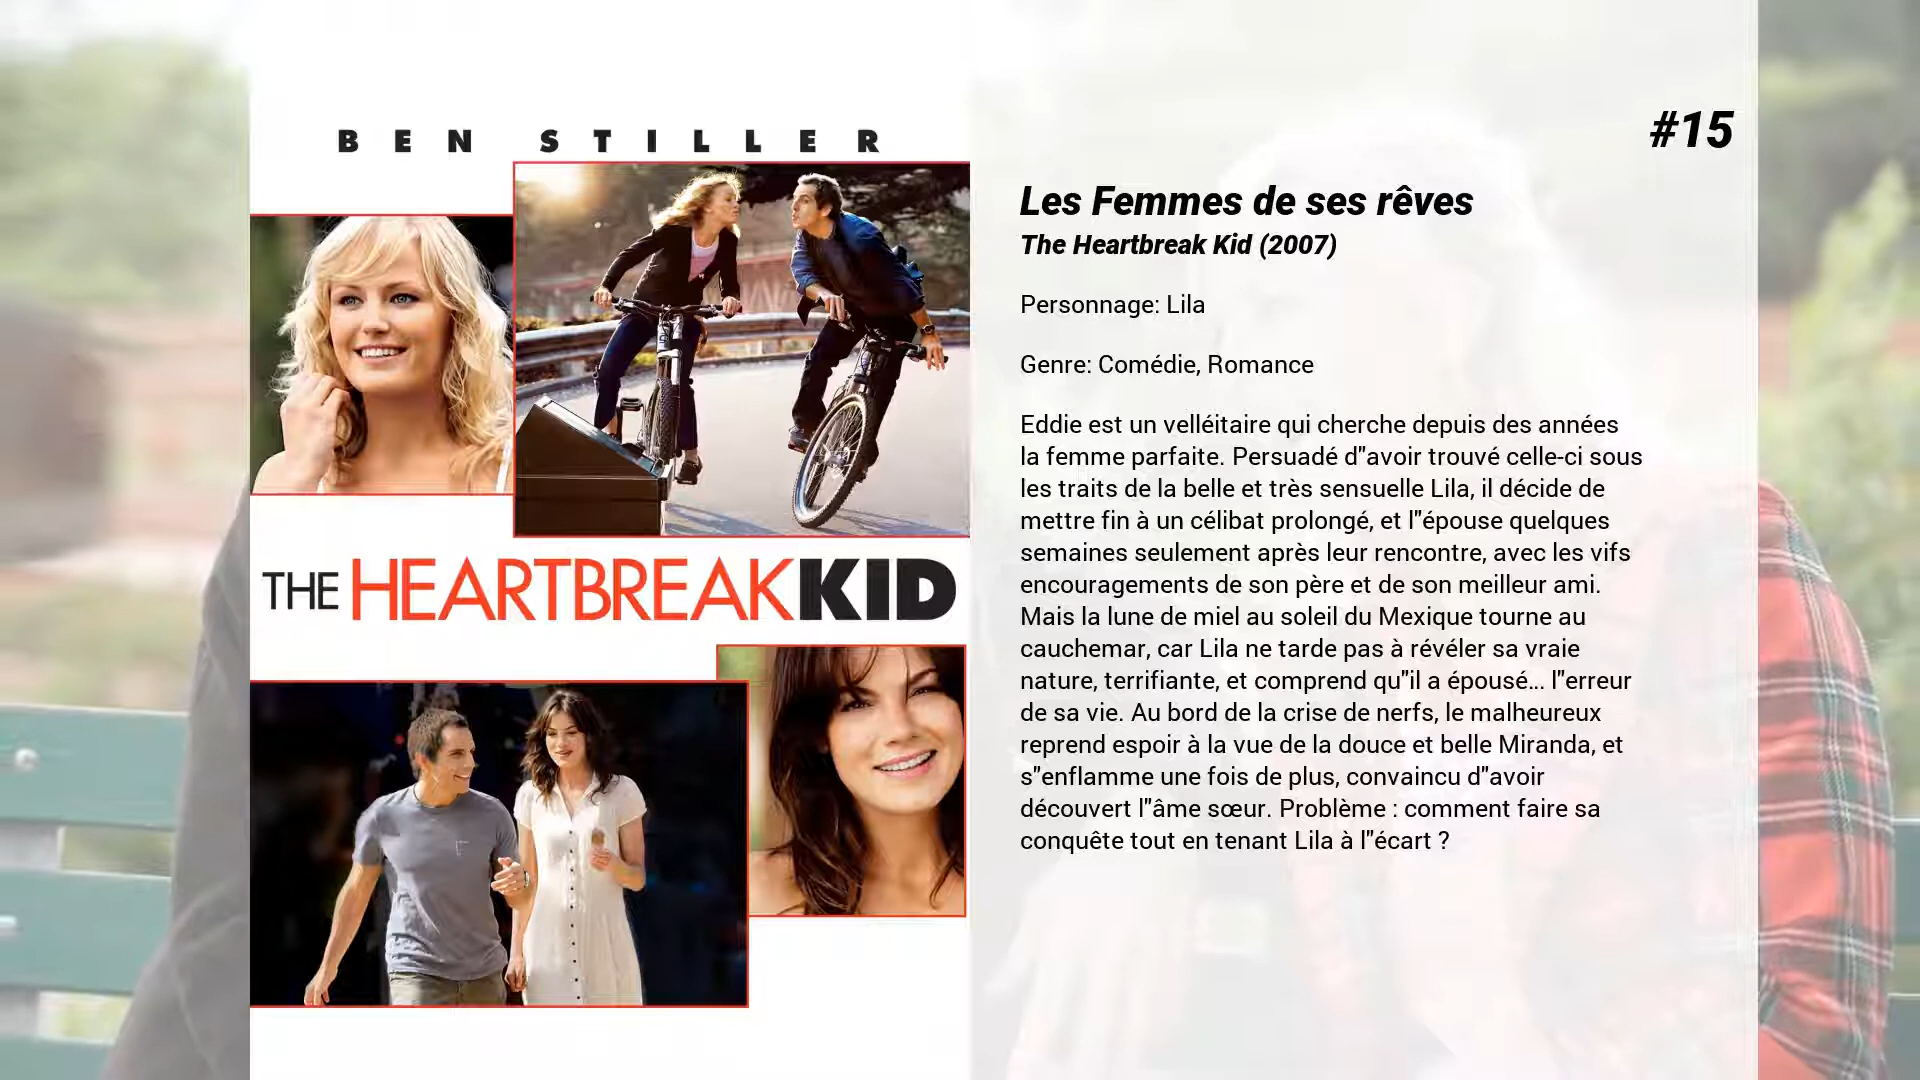 BEN STILLER
THE HEARTBREAK KID
#15
Les Femmes de ses rêves
The Heartbreak Kid (2007)
Personnage: Lila
Genre: Comédie, Romance
Eddie est un velléitaire qui cherche depuis des années
la femme parfaite. Persuadé d"avoir trouvé celle-ci sous
les traits de la belle et très sensuelle Lila, il décide de
mettre fin à un célibat prolongé, et l"épouse quelques
semaines seulement après leur rencontre, avec les vifs
encouragements de son père et de son meilleur ami.
Mais la lune de miel au soleil du Mexique tourne au
cauchemar, car Lila ne tarde pas à révéler sa vraie
nature, terrifiante, et comprend qu"il a épousé... l"erreur
de sa vie. Au bord de la crise de nerfs, le malheureux
reprend espoir à la vue de la douce et belle Miranda, et
s"enflamme une fois de plus, convaincu d"avoir
découvert l"âme sœur. Problème : comment faire sa
conquête tout en tenant Lila à l"écart ?